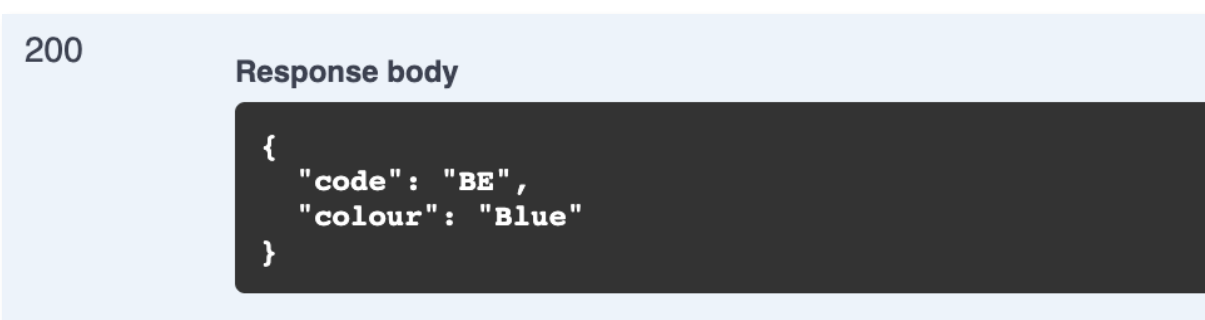 200
Response body
{
  "code": "BE",
  "colour": "Blue"
}